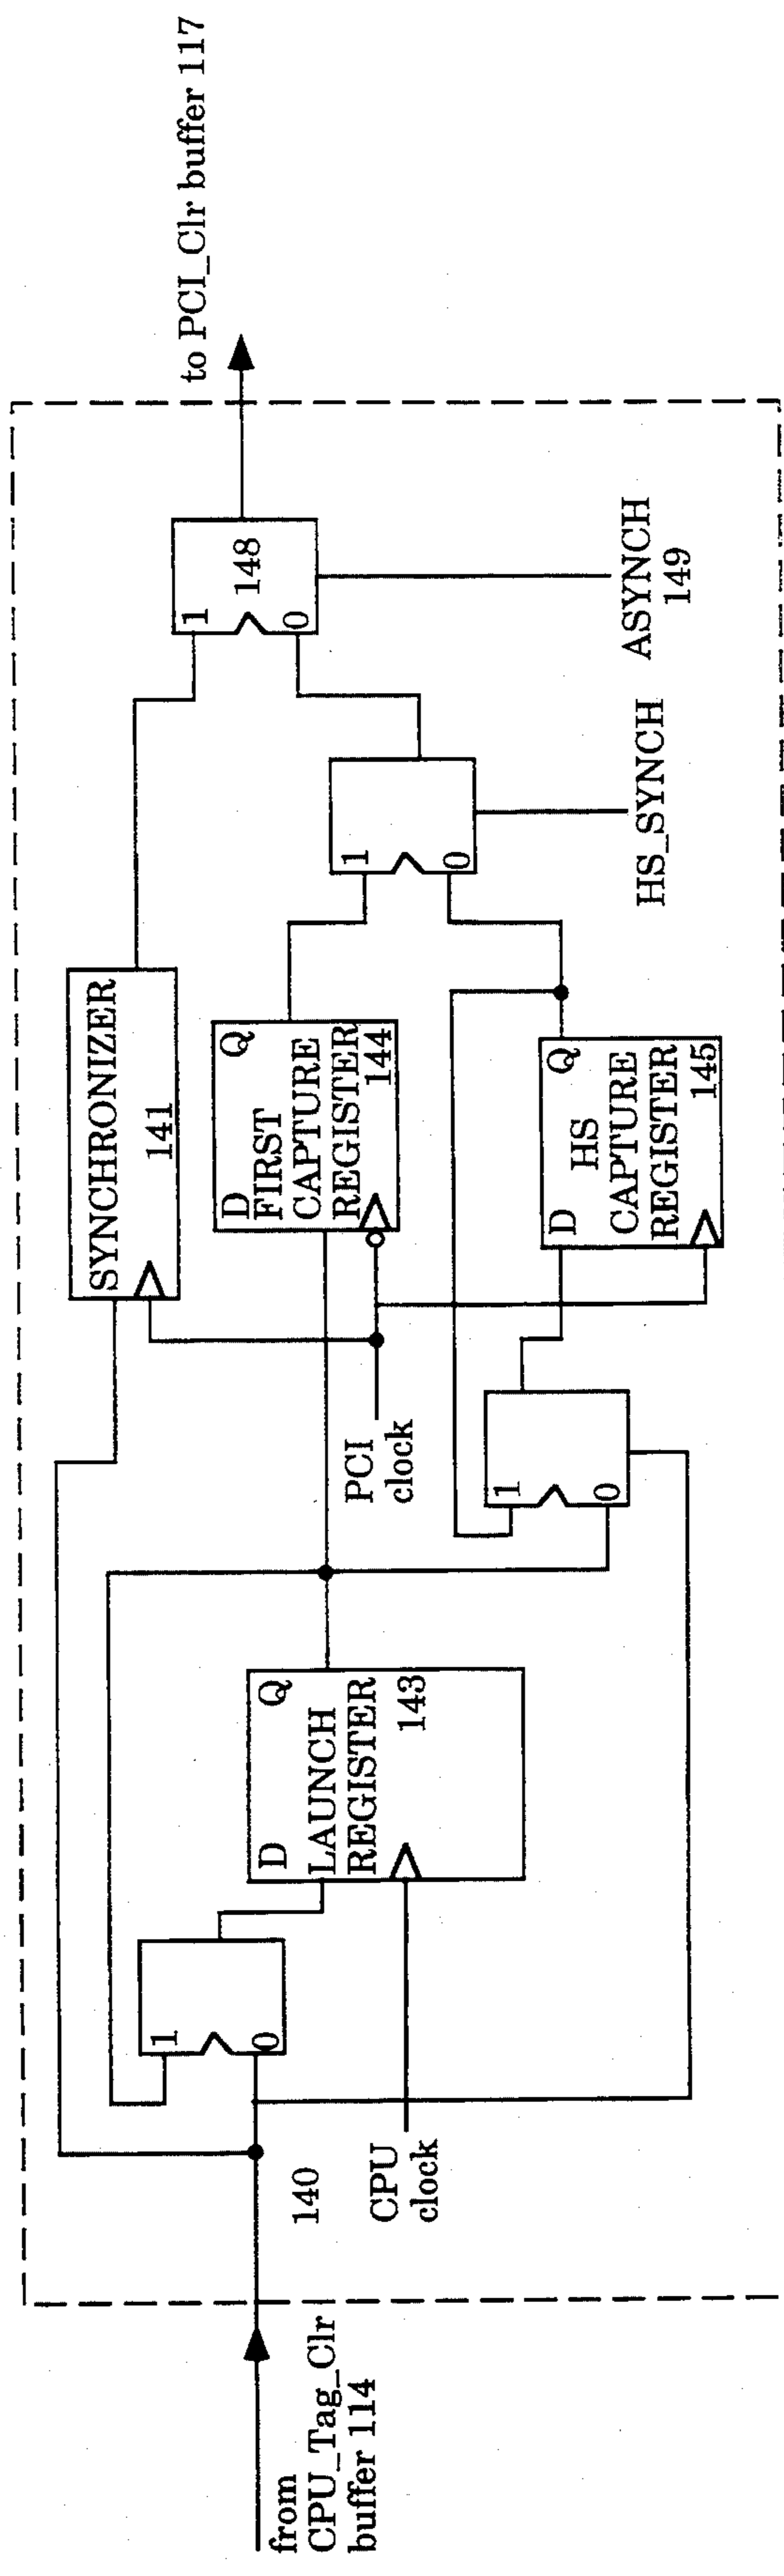 from
CPU_Tag_Clr
buffer 114
140
CPU
clock
1
0
D
Q
LAUNCH
REGISTER
143
PCI
clock
1
0
SYNCHRONIZER
141
D
Q
FIRST
CAPTURE
REGISTER
144
D
Q
HS
CAPTURE
REGISTER
145
1
0
HS_SYNCH
1
0
148
ASYNCH
149
to PCI_Clr buffer 117